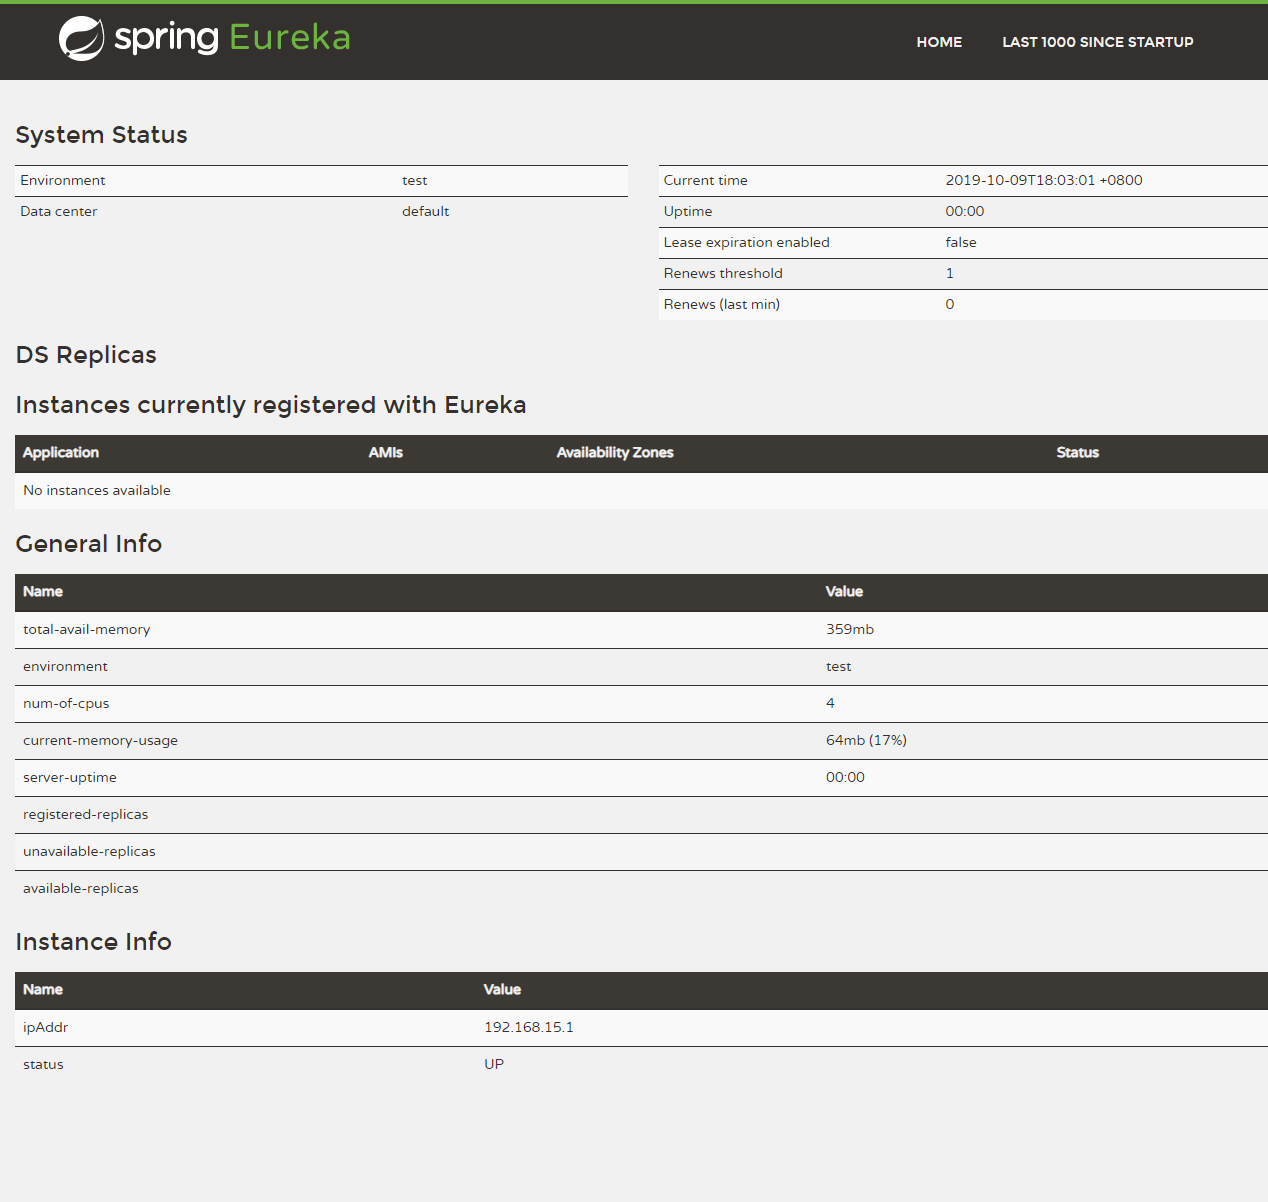 spring Eureka
HOME LAST 1000 SINCE STARTUP
System Status
Environment test
Data center default
Current time 2019-10-09T18:03:01 +0800
Uptime 00:00
Lease expiration enabled false
Renews threshold 1
Renews (last min) 0
DS Replicas
Instances currently registered with Eureka
Application AMIs Availability Zones Status
No instances available
General Info
Name Value
total-avail-memory 359mb
environment test
num-of-cpus 4
current-memory-usage 64mb (17%)
server-uptime 00:00
registered-replicas
unavailable-replicas
available-replicas
Instance Info
Name Value
ipAddr 192.168.15.1
status UP